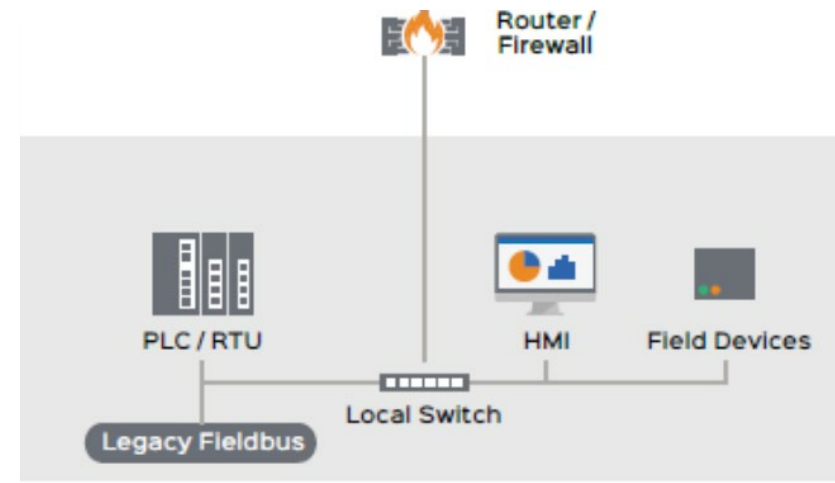 Router /
Firewall
PLC / RTU
HMI
Field Devices
Local Switch
Legacy Fieldbus